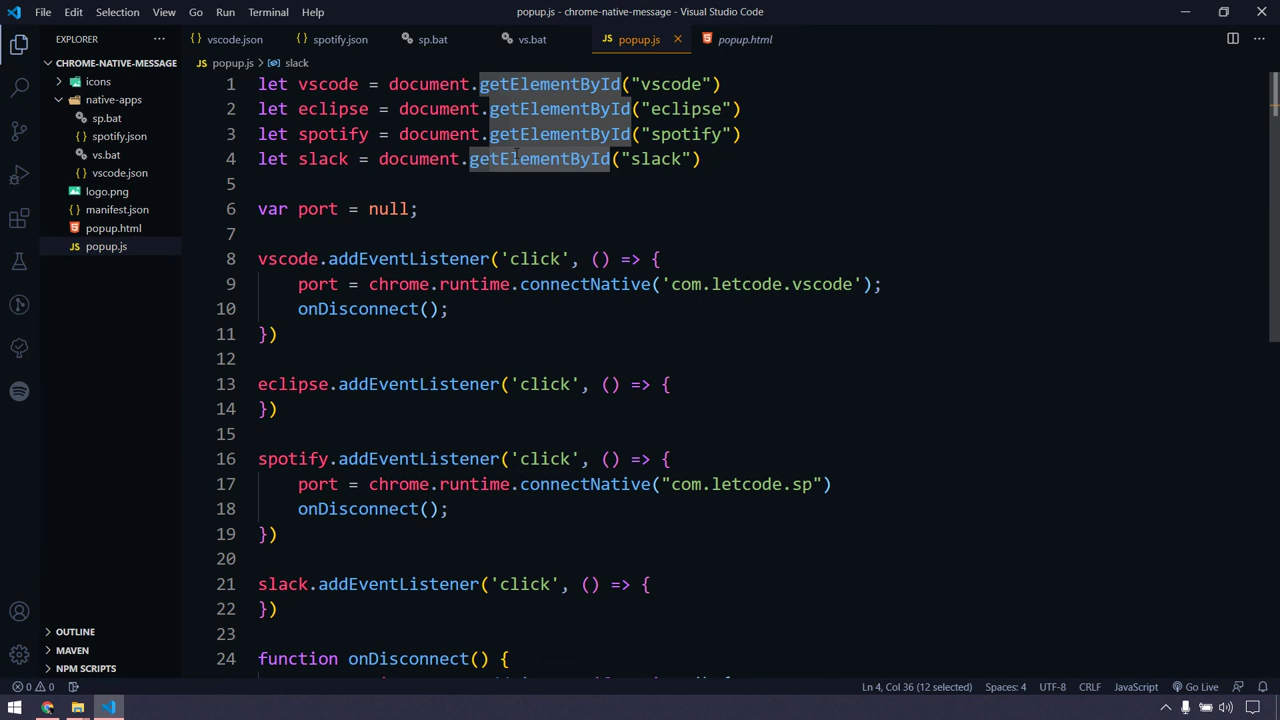 File Edit Selection View Go Run Terminal Help
popup.js - chrome-native-message - Visual Studio Code
EXPLORER
vscode.json
spotify.json
sp.bat
vs.bat
JS popup.js
popup.html
CHROME-NATIVE-MESSAGE
icons
native-apps
sp.bat
spotify.json
vs.bat
vscode.json
logo.png
manifest.json
popup.html
JS popup.js
OUTLINE
MAVEN
NPM SCRIPTS
JS popup.js > slack
1 let vscode = document.getElementById("vscode")
2 let eclipse = document.getElementById("eclipse")
3 let spotify = document.getElementById("spotify")
4 let slack = document.getElementById("slack")
5
6 var port = null;
7
8 vscode.addEventListener('click', () => {
9 port = chrome.runtime.connectNative('com.letcode.vscode');
10 onDisconnect();
11 })
12
13 eclipse.addEventListener('click', () => {
14 })
15
16 spotify.addEventListener('click', () => {
17 port = chrome.runtime.connectNative("com.letcode.sp")
18 onDisconnect();
19 })
20
21 slack.addEventListener('click', () => {
22 })
23
24 function onDisconnect() {
0 0
Ln 4, Col 36 (12 selected) Spaces: 4 UTF-8 CRLF JavaScript Go Live